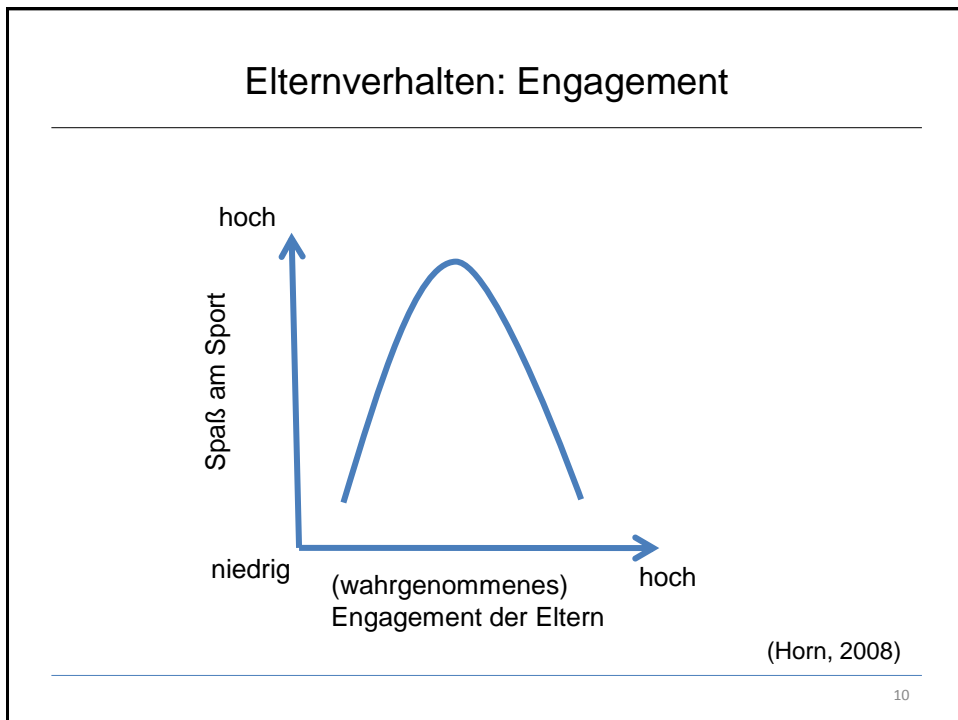 Elternverhalten: Engagement
hoch
Spaß am Sport
niedrig
hoch
(wahrgenommenes)
Engagement der Eltern
(Horn, 2008)
10